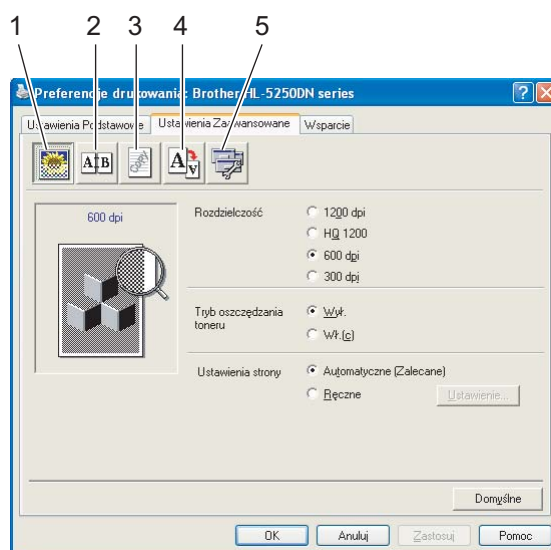 1 2 3 4 5
Preferencje drukowania: Brother HL-5250DN series
Ustawienia Podstawowe Ustawienia Zaawansowane Wsparcie
A B A A
600 dpi
Rozdzielczość
1200 dpi
HQ 1200
600 dpi
300 dpi
Tryb oszczędzania toneru
Wył.
Wł.(c)
Ustawienia strony
Automatyczne (Zalecane)
Ręczne
Ustawienie...
Domyślne
OK Anuluj Zastosuj Pomoc